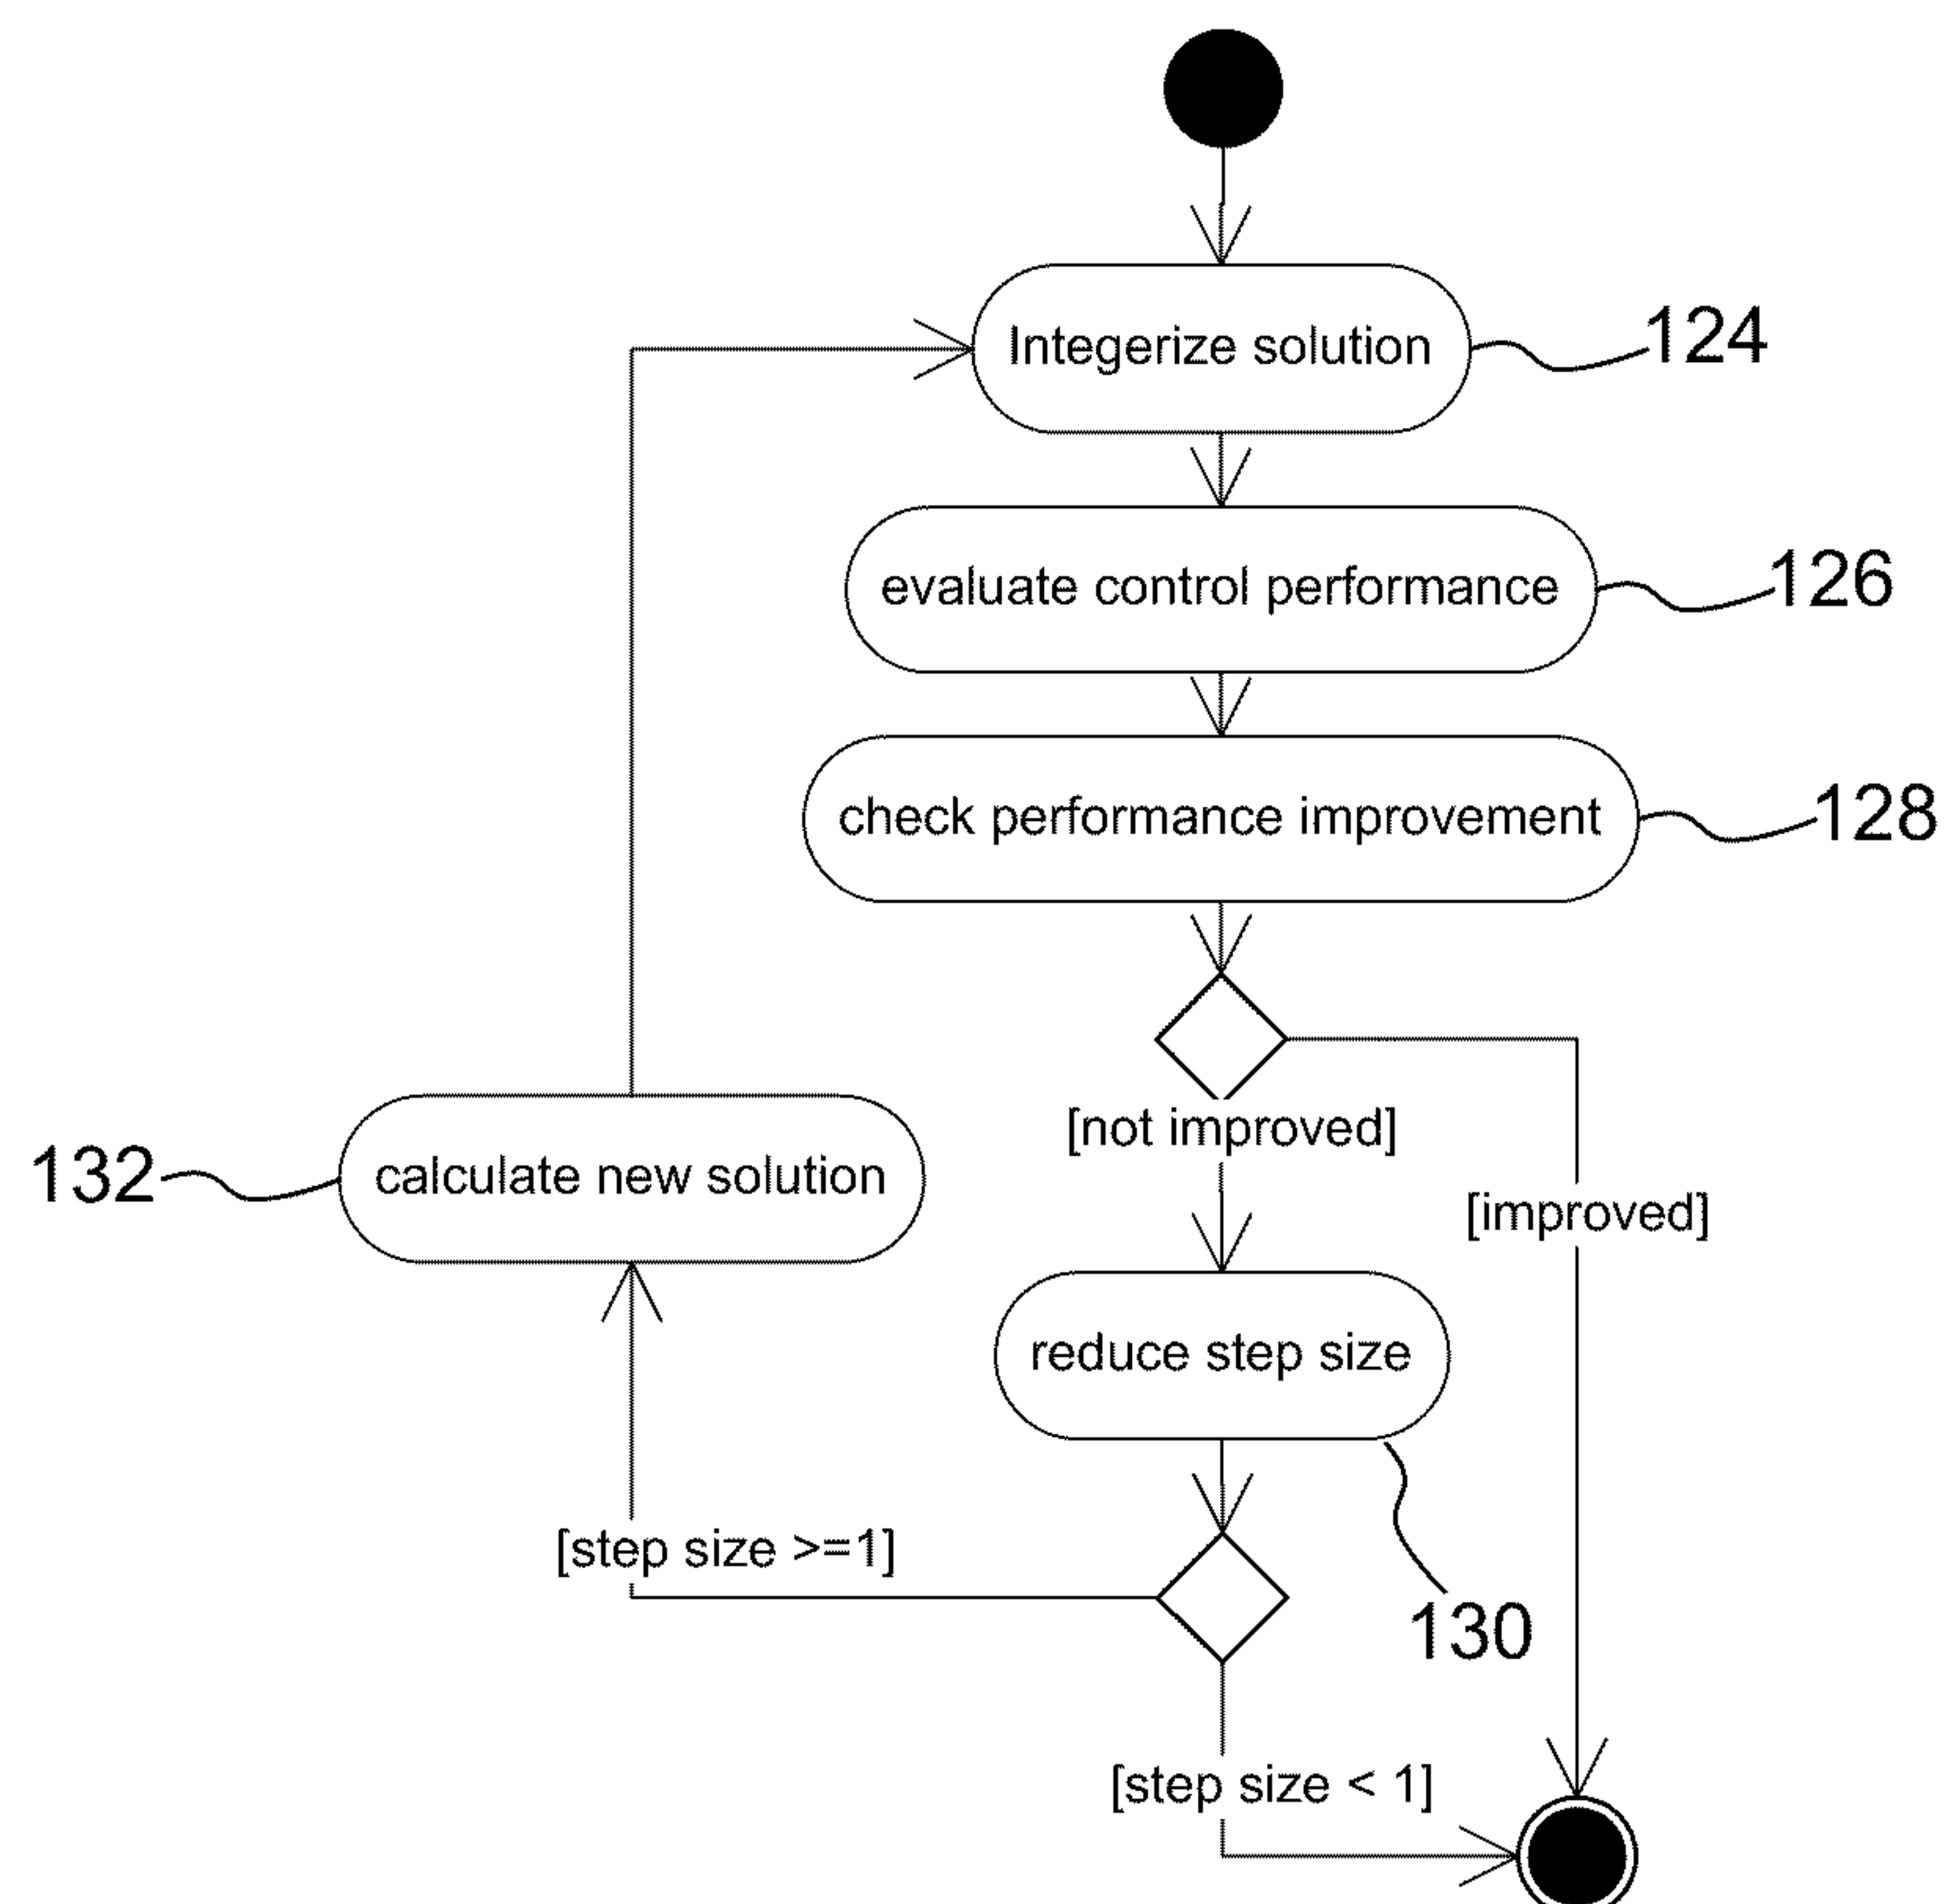 Integerize solution
124
evaluate control performance
126
check performance improvement
128
[not improved]
132
calculate new solution
[improved]
reduce step size
[step size >=1]
130
[step size < 1]